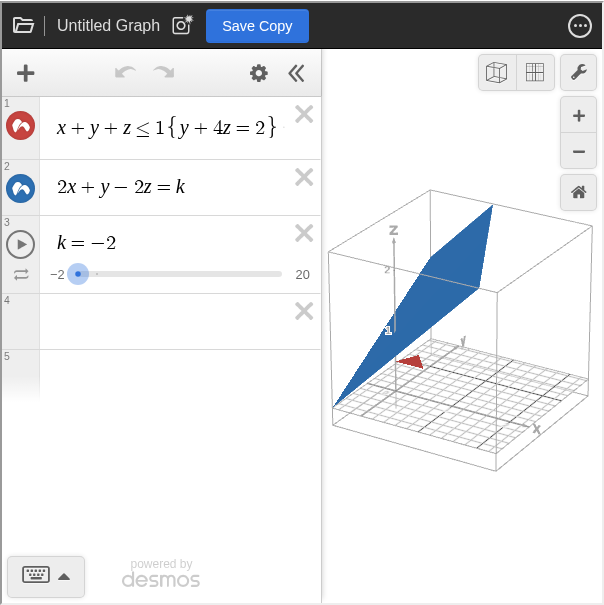 Untitled Graph
Save Copy
1
x + y + z ≤ 1 { y + 4z = 2 }
2
2x + y − 2z = k
3
k = −2
−2
20
4
5
powered by
desmos
z
2
1
y
x